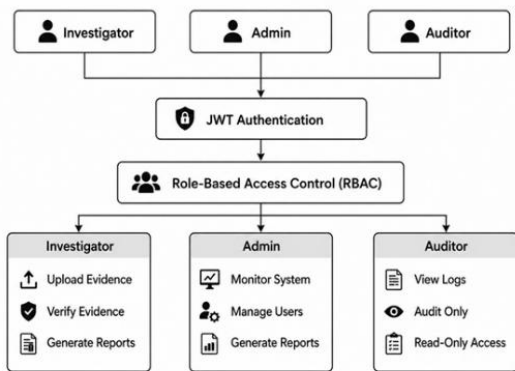 Investigator
Admin
Auditor
JWT Authentication
Role-Based Access Control (RBAC)
Investigator
Upload Evidence
Verify Evidence
Generate Reports
Admin
Monitor System
Manage Users
Generate Reports
Auditor
View Logs
Audit Only
Read-Only Access